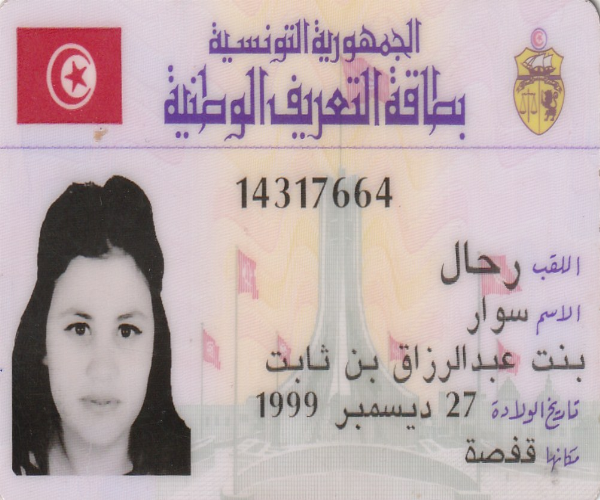 الجمهورية التونسية
بطاقة التعريف الوطنية
14317664
اللقب رحال
الاسم سوار
بنت عبدالرزاق بن ثابت
تاريخ الولادة 27 ديسمبر 1999
مكانها قفصة